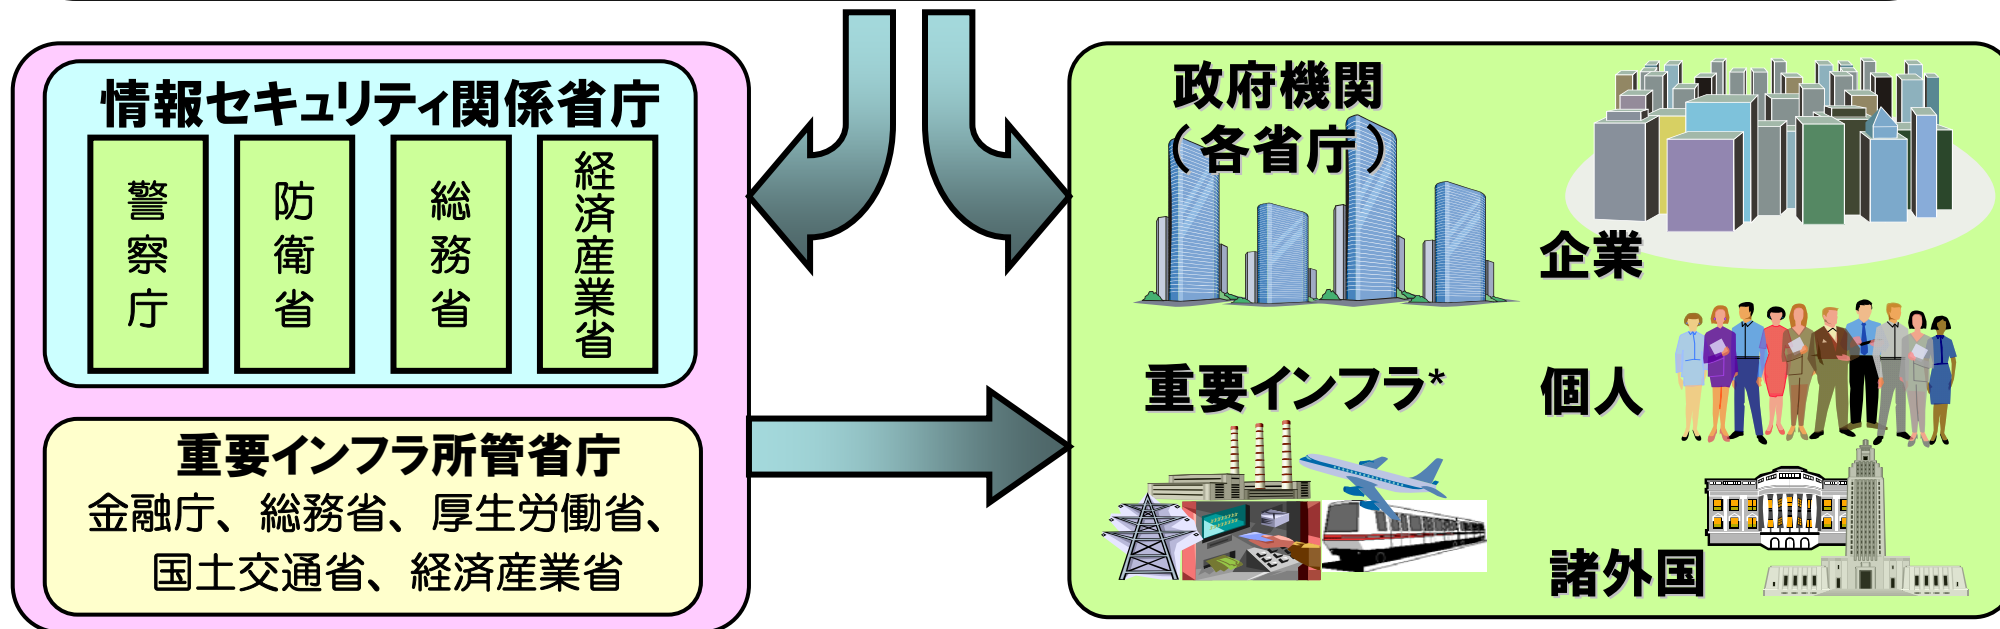 情報セキュリティ関係省庁
警察庁
防衛省
総務省
経済産業省
重要インフラ所管省庁
金融庁、総務省、厚生労働省、
国土交通省、経済産業省
政府機関
（各省庁）
企業
重要インフラ*
個人
諸外国